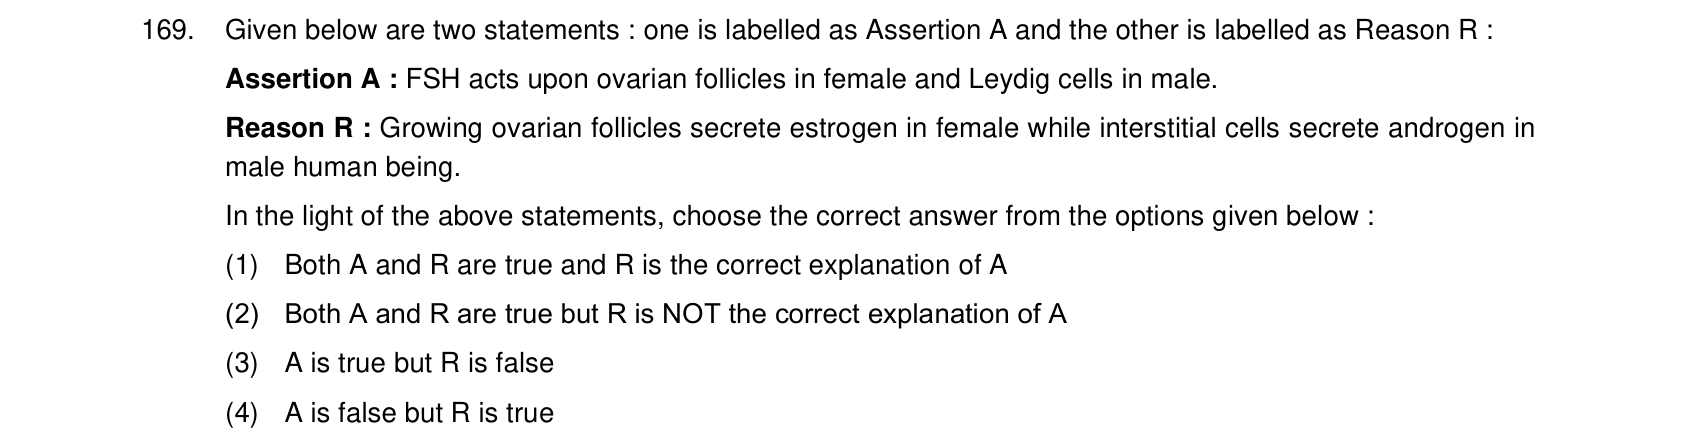 169. Given below are two statements : one is labelled as Assertion A and the other is labelled as Reason R :
Assertion A : FSH acts upon ovarian follicles in female and Leydig cells in male.
Reason R : Growing ovarian follicles secrete estrogen in female while interstitial cells secrete androgen in
male human being.
In the light of the above statements, choose the correct answer from the options given below :
(1) Both A and R are true and R is the correct explanation of A
(2) Both A and R are true but R is NOT the correct explanation of A
(3) A is true but R is false
(4) A is false but R is true